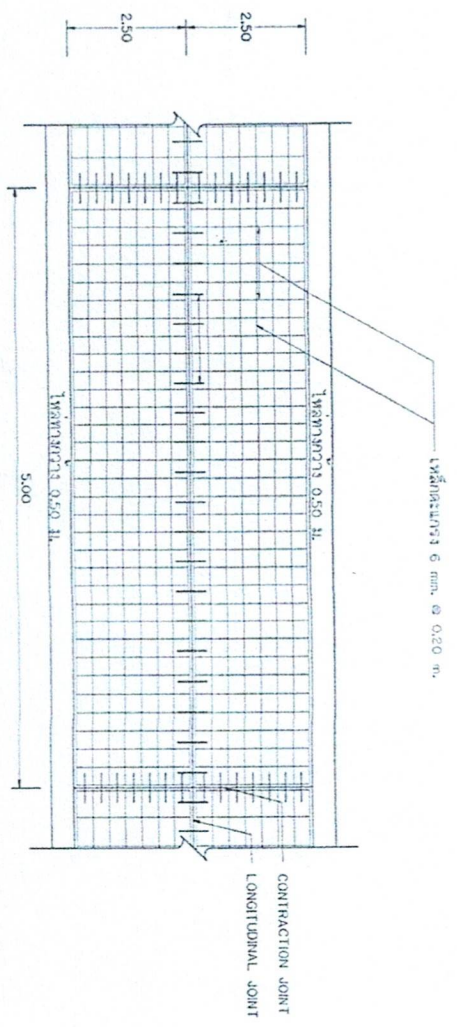 เหล็กตะแกรง 6 mm. @ 0.20 m.
2.50
2.50
ไหล่ทางกว้าง 0.50 ม.
ไหล่ทางกว้าง 0.50 ม.
5.00
CONTRACTION JOINT
LONGITUDINAL JOINT